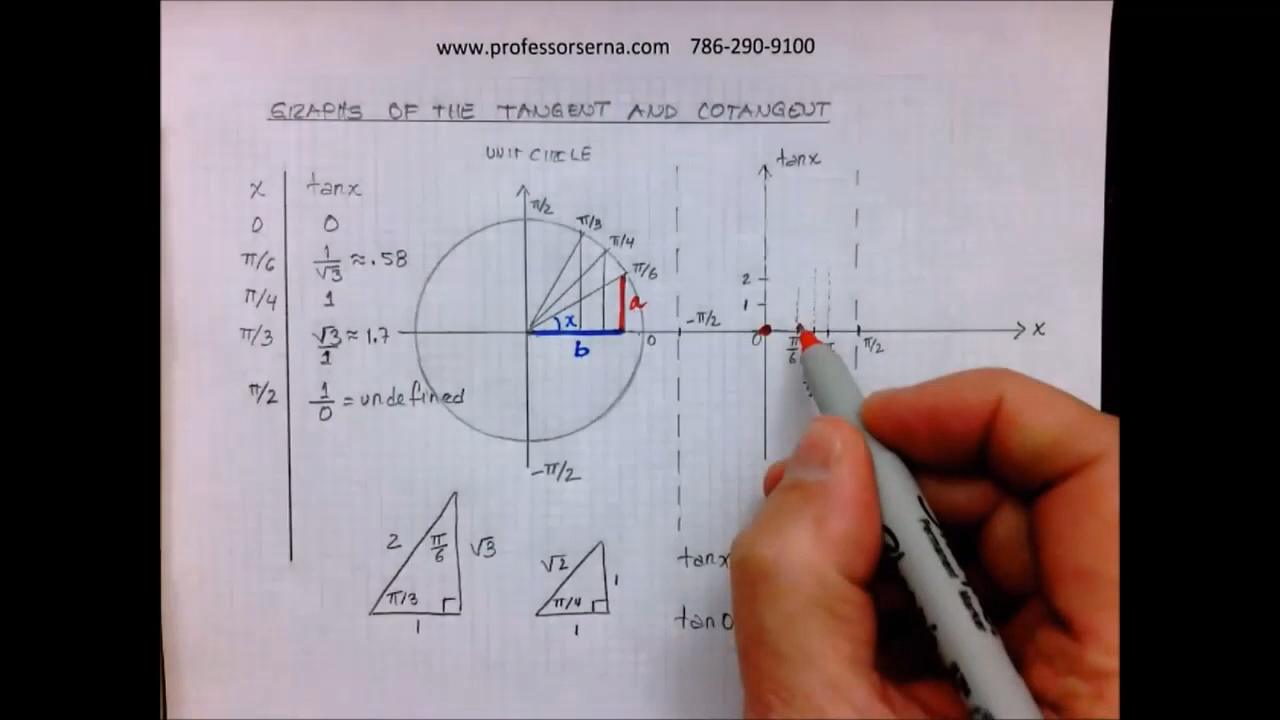 www.professorserna.com 786-290-9100
GRAPHS OF THE TANGENT AND COTANGENT
UNIT CIRCLE
x tanx
0 0
π/6 1/√3 ≈ .58
π/4 1
π/3 √3/1 ≈ 1.7
π/2 1/0 = undefined
π/2
π/3
π/4
π/6
a
x
b
0
-π/2
tanx
2
1
-π/2
0
π/6
π/2
x
2
π/6
√3
π/3
1
√2
1
π/4
1
tanx
tan0